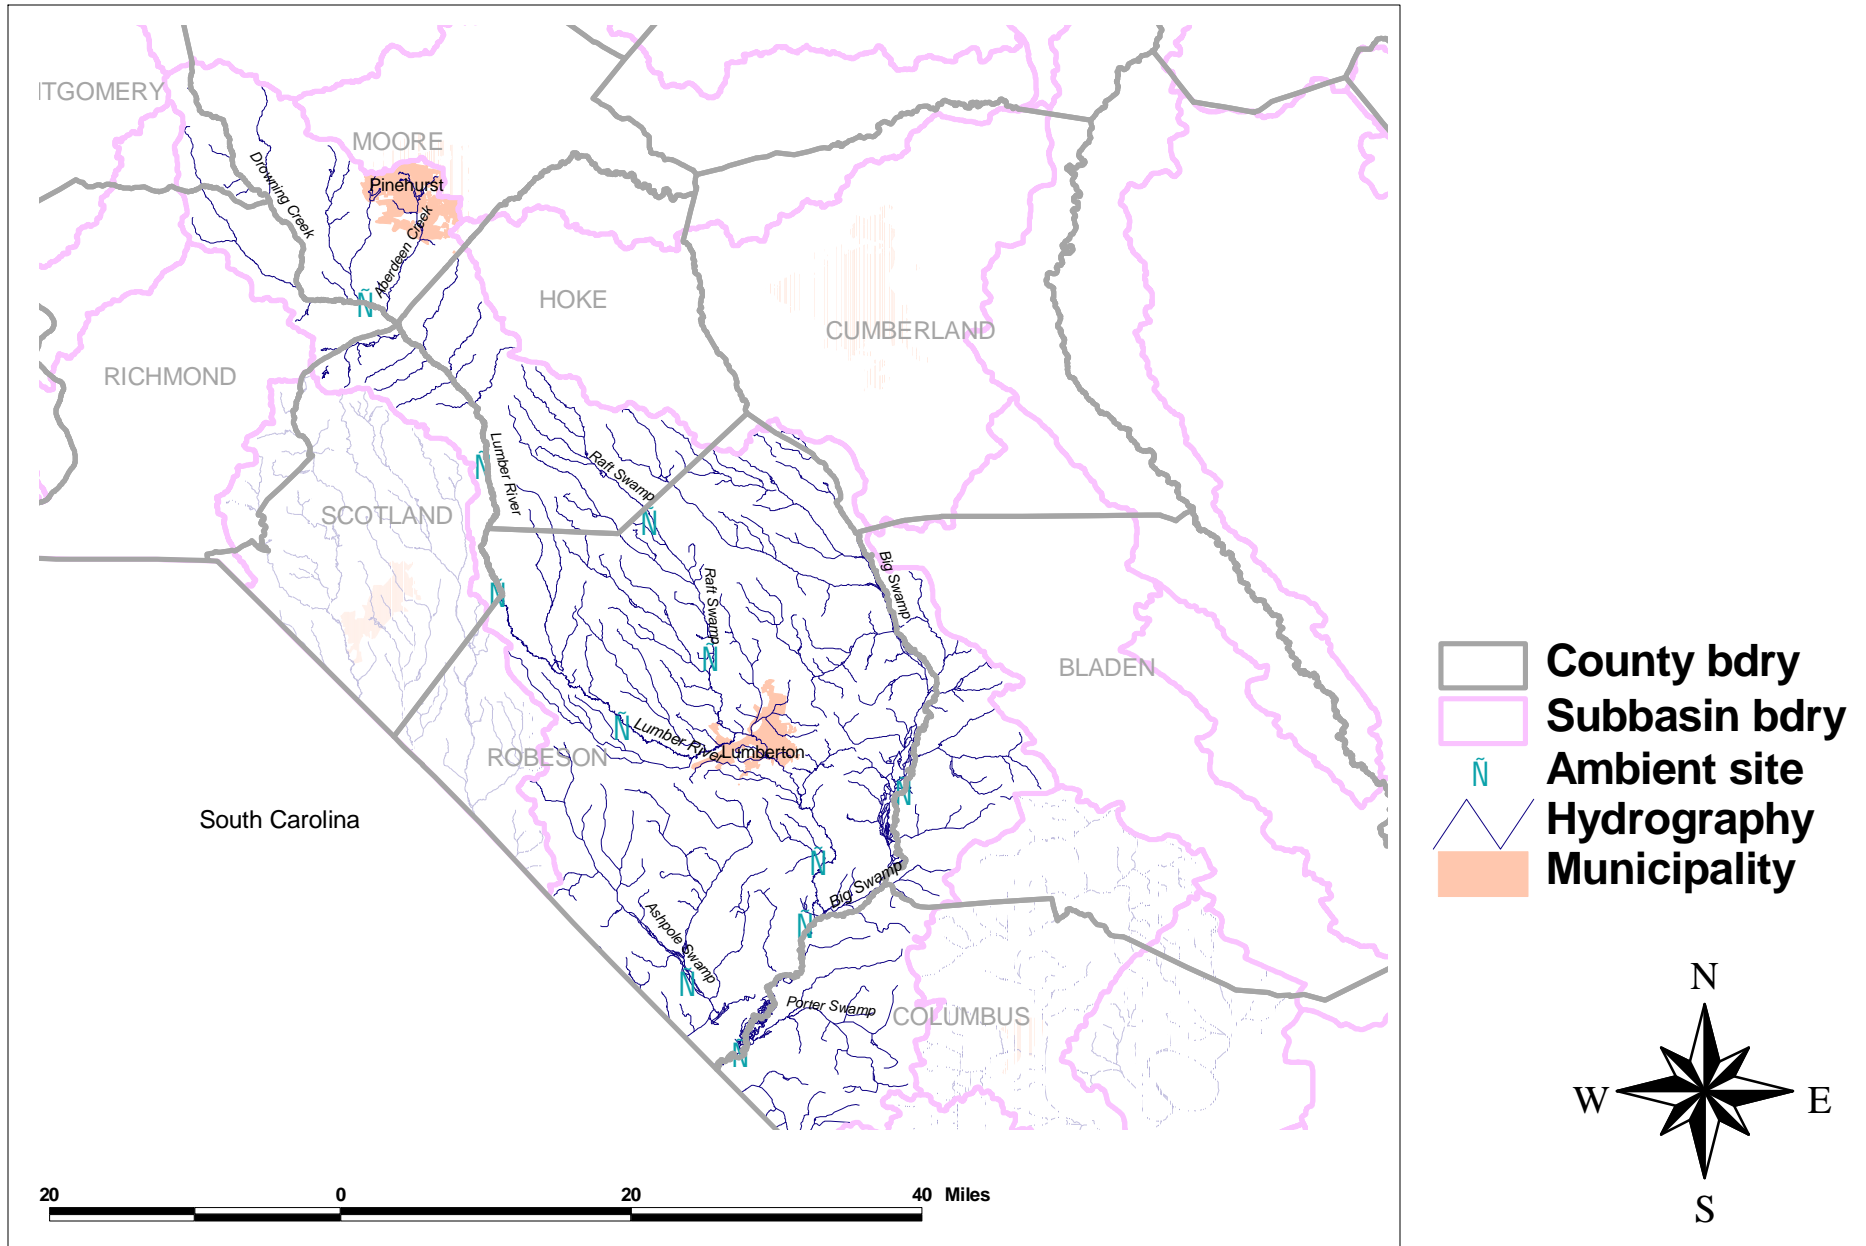 ITGOMERY
MOORE
Pinehurst
Drowning Creek
Aberdeen Creek
Ñ
HOKE
CUMBERLAND
RICHMOND
Lumber River
Ñ
Raft Swamp
SCOTLAND
Ñ
Big Swamp
Raft Swamp
Ñ
Ñ
BLADEN
Ñ
Lumber River
Lumberton
ROBESON
Ñ
South Carolina
Ñ
Big Swamp
Ñ
Ashpole Swamp
Ñ
Porter Swamp
COLUMBUS
Ñ
20 0 20 40 Miles
County bdry
Subbasin bdry
Ñ Ambient site
Hydrography
Municipality
N
W E
S